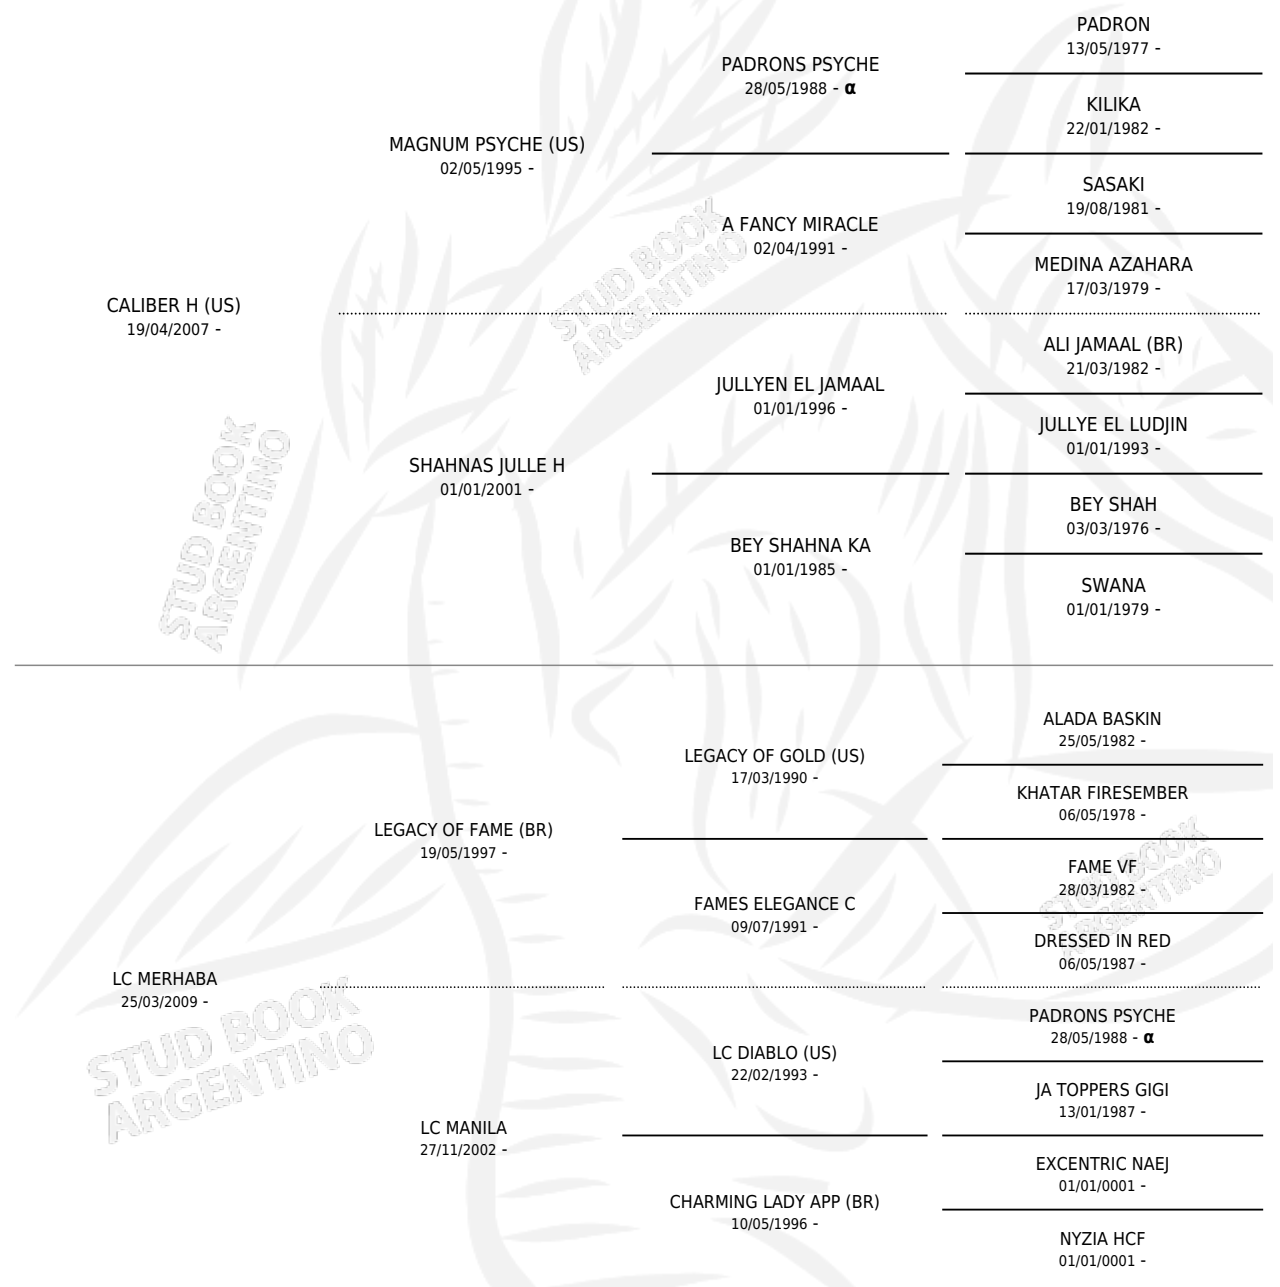 CALIBER H (US)
19/04/2007 -
MAGNUM PSYCHE (US)
02/05/1995 -
SHAHNAS JULLE H
01/01/2001 -
PADRONS PSYCHE
28/05/1988 - α
A FANCY MIRACLE
02/04/1991 -
JULLYEN EL JAMAAL
01/01/1996 -
BEY SHAHNA KA
01/01/1985 -
PADRON
13/05/1977 -
KILIKA
22/01/1982 -
SASAKI
19/08/1981 -
MEDINA AZAHARA
17/03/1979 -
ALI JAMAAL (BR)
21/03/1982 -
JULLYE EL LUDJIN
01/01/1993 -
BEY SHAH
03/03/1976 -
SWANA
01/01/1979 -
STUD BOOK
ARGENTINO
STUD BOOK
ARGENTINO
LC MERHABA
25/03/2009 -
LEGACY OF FAME (BR)
19/05/1997 -
LC MANILA
27/11/2002 -
LEGACY OF GOLD (US)
17/03/1990 -
FAMES ELEGANCE C
09/07/1991 -
LC DIABLO (US)
22/02/1993 -
CHARMING LADY APP (BR)
10/05/1996 -
ALADA BASKIN
25/05/1982 -
KHATAR FIRESEMBER
06/05/1978 -
FAME VF
28/03/1982 -
DRESSED IN RED
06/05/1987 -
PADRONS PSYCHE
28/05/1988 - α
JA TOPPERS GIGI
13/01/1987 -
EXCENTRIC NAEJ
01/01/0001 -
NYZIA HCF
01/01/0001 -
STUD BOOK
ARGENTINO
STUD BOOK
ARGENTINO